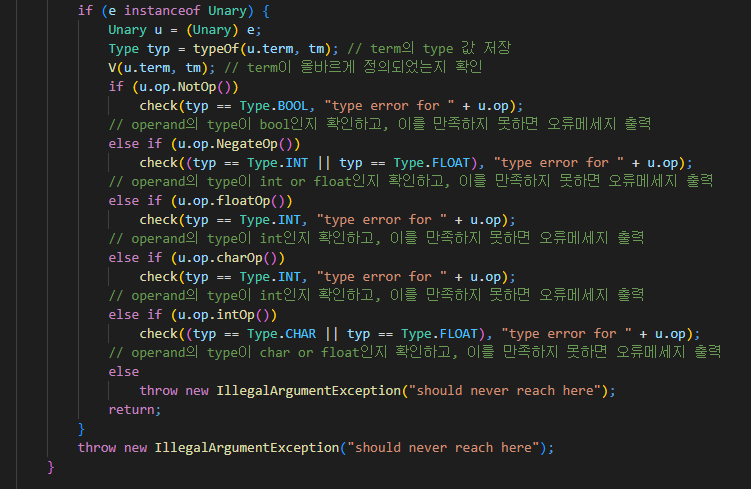 if (e instanceof Unary) {
Unary u = (Unary) e;
Type typ = typeOf(u.term, tm); // term의 type 값 저장
V(u.term, tm); // term이 올바르게 정의되었는지 확인
if (u.op.NotOp())
check(typ == Type.BOOL, "type error for " + u.op);
// operand의 type이 bool인지 확인하고, 이를 만족하지 못하면 오류메세지 출력
else if (u.op.NegateOp())
check((typ == Type.INT || typ == Type.FLOAT), "type error for " + u.op);
// operand의 type이 int or float인지 확인하고, 이를 만족하지 못하면 오류메세지 출력
else if (u.op.floatOp())
check(typ == Type.INT, "type error for " + u.op);
// operand의 type이 int인지 확인하고, 이를 만족하지 못하면 오류메세지 출력
else if (u.op.charOp())
check(typ == Type.INT, "type error for " + u.op);
// operand의 type이 int인지 확인하고, 이를 만족하지 못하면 오류메세지 출력
else if (u.op.intOp())
check((typ == Type.CHAR || typ == Type.FLOAT), "type error for " + u.op);
// operand의 type이 char or float인지 확인하고, 이를 만족하지 못하면 오류메세지 출력
else
throw new IllegalArgumentException("should never reach here");
return;
}
throw new IllegalArgumentException("should never reach here");
}